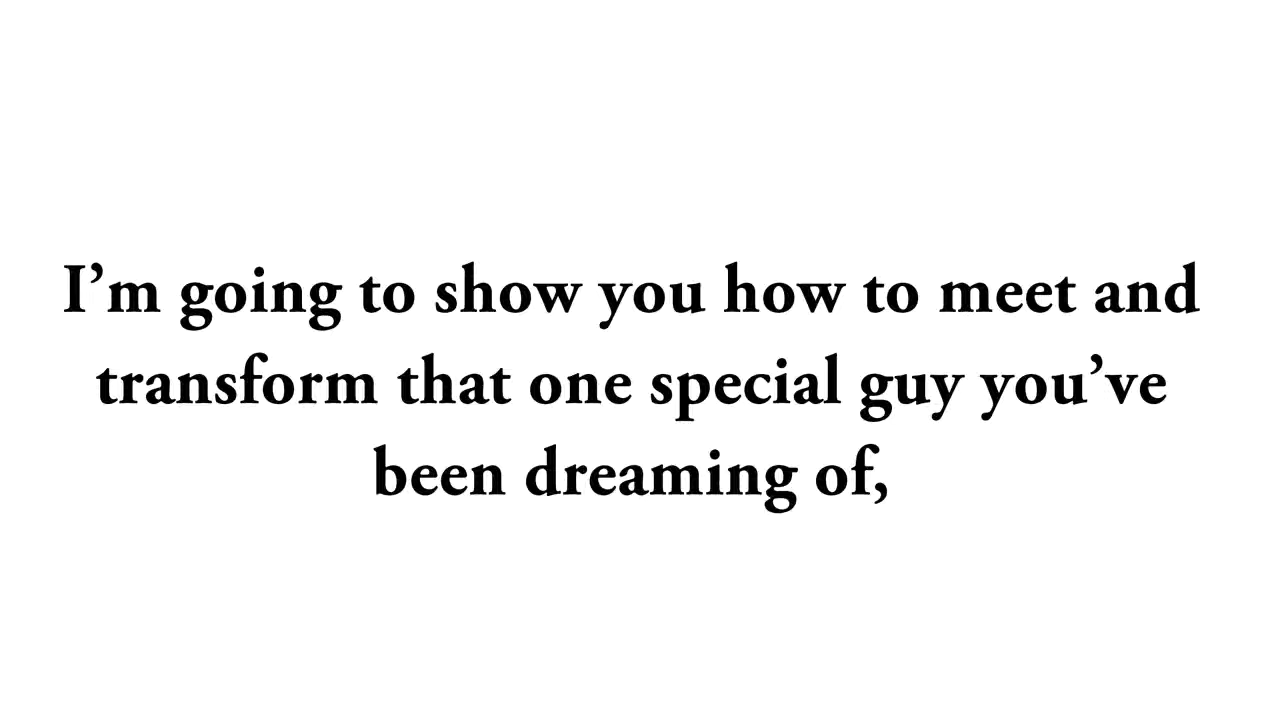 I’m going to show you how to meet and
transform that one special guy you’ve
been dreaming of,